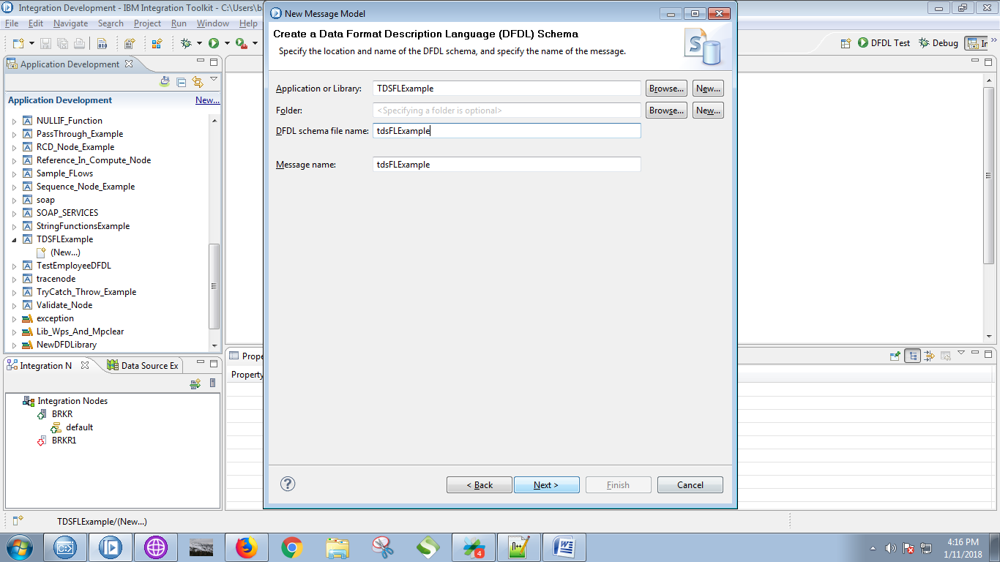 Integration Development - IBM Integration Toolkit - C:\Users\b
File Edit Navigate Search Project Run Window Help
DFDL Test
Debug
Application Development
Application Development
New...
NULLIF_Function
PassThrough_Example
RCD_Node_Example
Reference_In_Compute_Node
Sample_FLows
Sequence_Node_Example
soap
SOAP_SERVICES
StringFunctionsExample
TDSFLExample
(New...)
TestEmployeeDFDL
tracenode
TryCatch_Throw_Example
Validate_Node
exception
Lib_Wps_And_Mpclear
NewDFDLibrary
Integration N
Data Source Ex
Integration Nodes
BRKR
default
BRKR1
Prope
Property
New Message Model
Create a Data Format Description Language (DFDL) Schema
Specify the location and name of the DFDL schema, and specify the name of the message.
Application or Library: TDSFLExample Browse... New...
Folder: <Specifying a folder is optional> Browse... New...
DFDL schema file name: tdsFLExample
Message name: tdsFLExample
< Back Next > Finish Cancel
TDSFLExample/(New...)
4:16 PM
1/11/2018